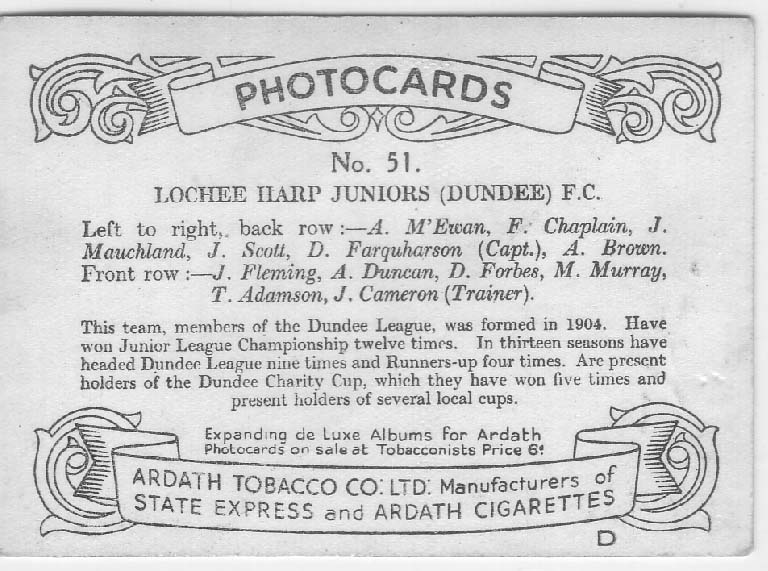 PHOTOCARDS
No. 51.
LOCHEE HARP JUNIORS (DUNDEE) F.C.
Left to right, back row :—A. M'Ewan, F. Chaplain, J.
Mauchland, J. Scott, D. Farquharson (Capt.), A. Brown.
Front row :—J. Fleming, A. Duncan, D. Forbes, M. Murray,
T. Adamson, J. Cameron (Trainer).
This team, members of the Dundee League, was formed in 1904. Have
won Junior League Championship twelve times. In thirteen seasons have
headed Dundee League nine times and Runners-up four times. Are present
holders of the Dundee Charity Cup, which they have won five times and
present holders of several local cups.
Expanding de Luxe Albums for Ardath
Photocards on sale at Tobacconists Price 6ᵈ
ARDATH TOBACCO CO: LTD: Manufacturers of
STATE EXPRESS and ARDATH CIGARETTES
D